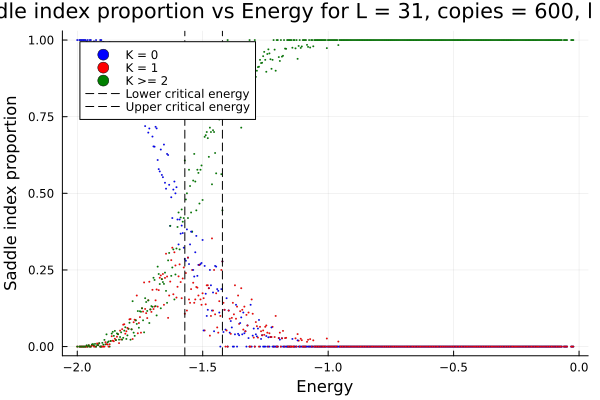 dle index proportion vs Energy for L = 31, copies = 600,
1.00
0.75
0.50
0.25
0.00
Saddle index proportion
K = 0
K = 1
K >= 2
Lower critical energy
Upper critical energy
−2.0 −1.5 −1.0 −0.5 0.0
Energy